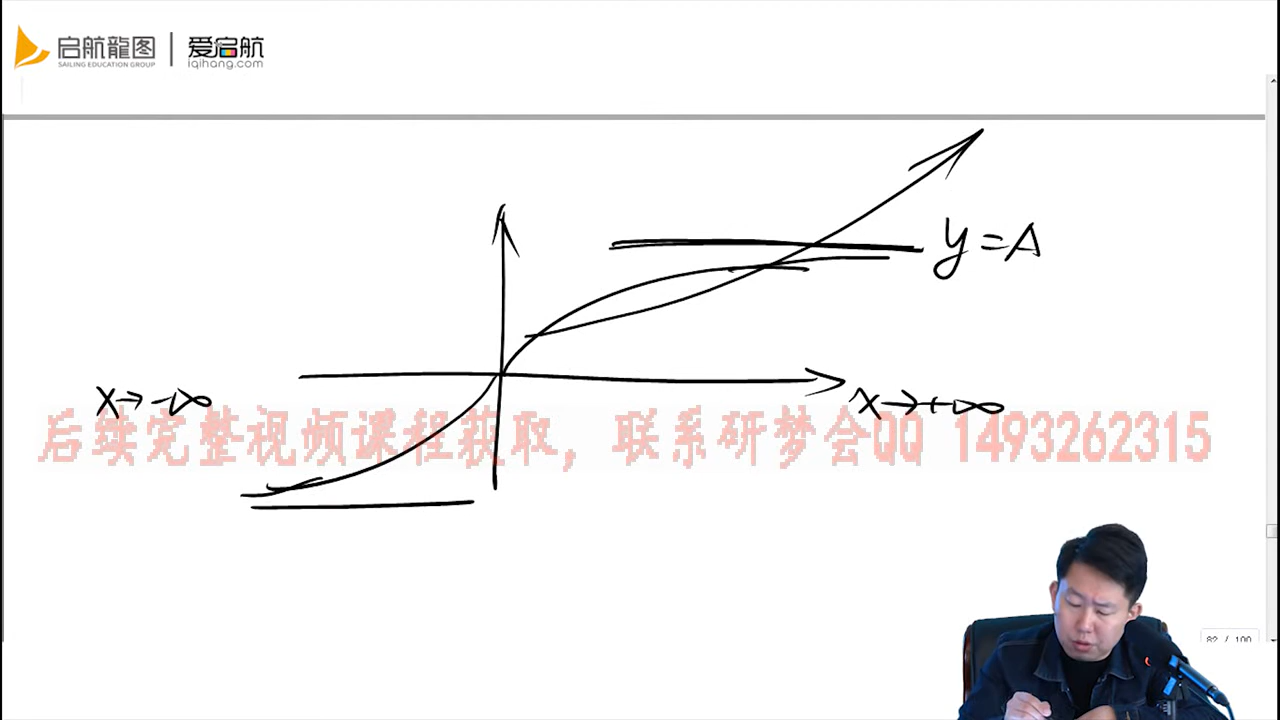 启航龍图 爱启航
SAILING EDUCATION GROUP iqihang.com
y=A
x→-∞
x→+∞
后续完整视频课程获取，联系研梦会QQ 1493262315
82 / 100